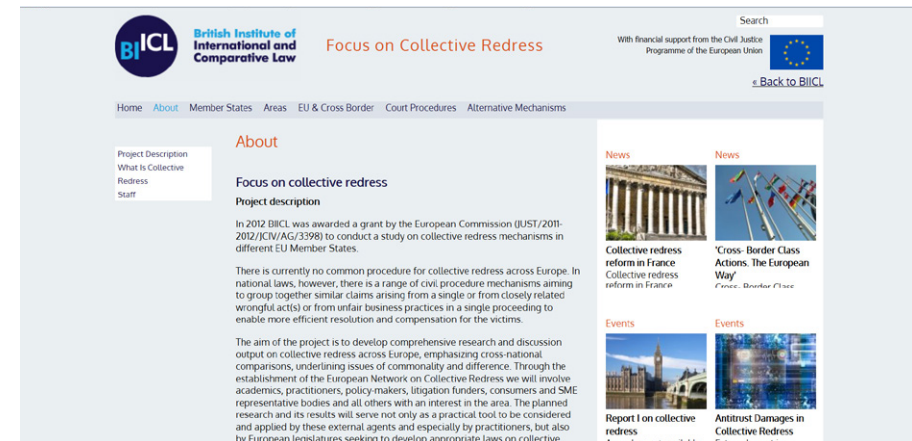 BIICL
British Institute of
International and
Comparative Law
Focus on Collective Redress
Search
With financial support from the Civil Justice
Programme of the European Union
« Back to BIICL
Home About Member States Areas EU & Cross Border Court Procedures Alternative Mechanisms
Project Description
What Is Collective
Redress
Staff
About
Focus on collective redress
Project description
In 2012 BIICL was awarded a grant by the European Commission (JUST/2011-
2012/JCIV/AG/3398) to conduct a study on collective redress mechanisms in
different EU Member States.
There is currently no common procedure for collective redress across Europe. In
national laws, however, there is a range of civil procedure mechanisms aiming
to group together similar claims arising from a single or from closely related
wrongful act(s) or from unfair business practices in a single proceeding to
enable more efficient resolution and compensation for the victims.
The aim of the project is to develop comprehensive research and discussion
output on collective redress across Europe, emphasizing cross-national
comparisons, underlining issues of commonality and difference. Through the
establishment of the European Network on Collective Redress we will involve
academics, practitioners, policy-makers, litigation funders, consumers and SME
representative bodies and all others with an interest in the area. The planned
research and its results will serve not only as a practical tool to be considered
and applied by these external agents and especially by practitioners, but also
by European legislatures seeking to develop appropriate laws on collective
News
Collective redress
reform in France
Collective redress
reform in France
News
'Cross- Border Class
Actions. The European
Way'
Cross- Border Class
Events
Report I on collective
redress
Events
Antitrust Damages in
Collective Redress